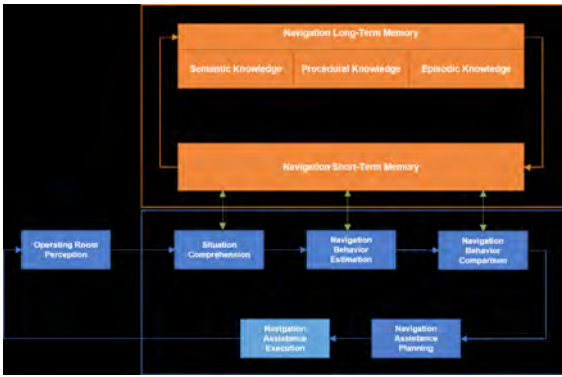 Navigation Long-Term Memory
Semantic Knowledge
Procedural Knowledge
Episodic Knowledge
Navigation Short-Term Memory
Operating Room
Perception
Situation
Comprehension
Navigation
Behavior
Estimation
Navigation
Behavior
Comparison
Navigation
Assistance
Execution
Navigation
Assistance
Planning